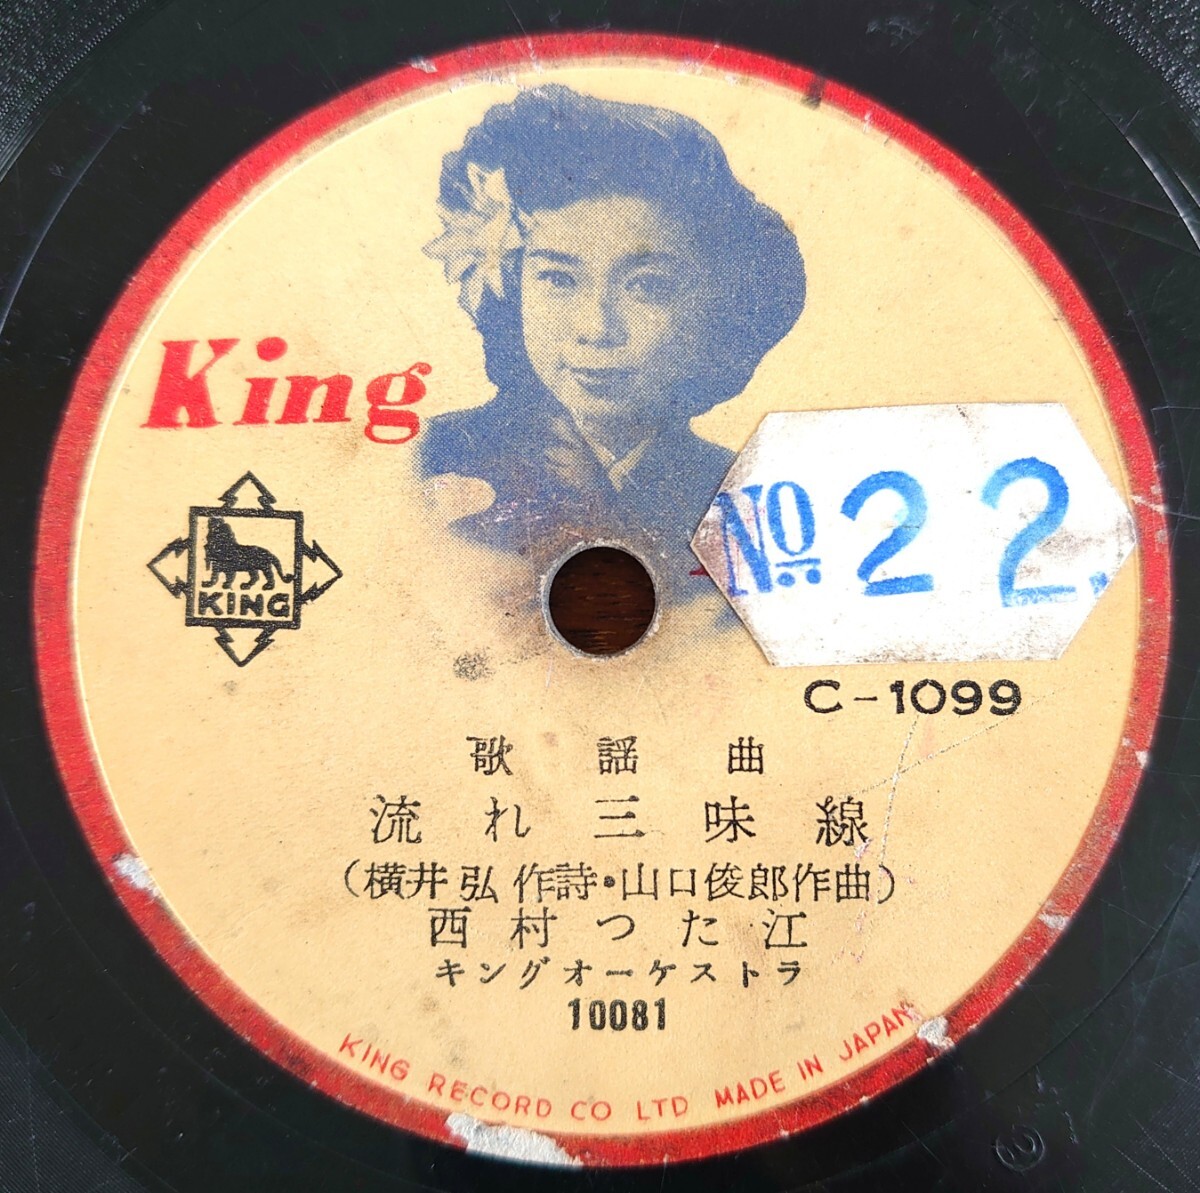 King
KING
No. 22.
C-1099
歌謡曲
流れ三味線
(横井弘作詩・山口俊郎作曲)
西村つた江
キングオーケストラ
10081
KING RECORD CO LTD MADE IN JAPAN